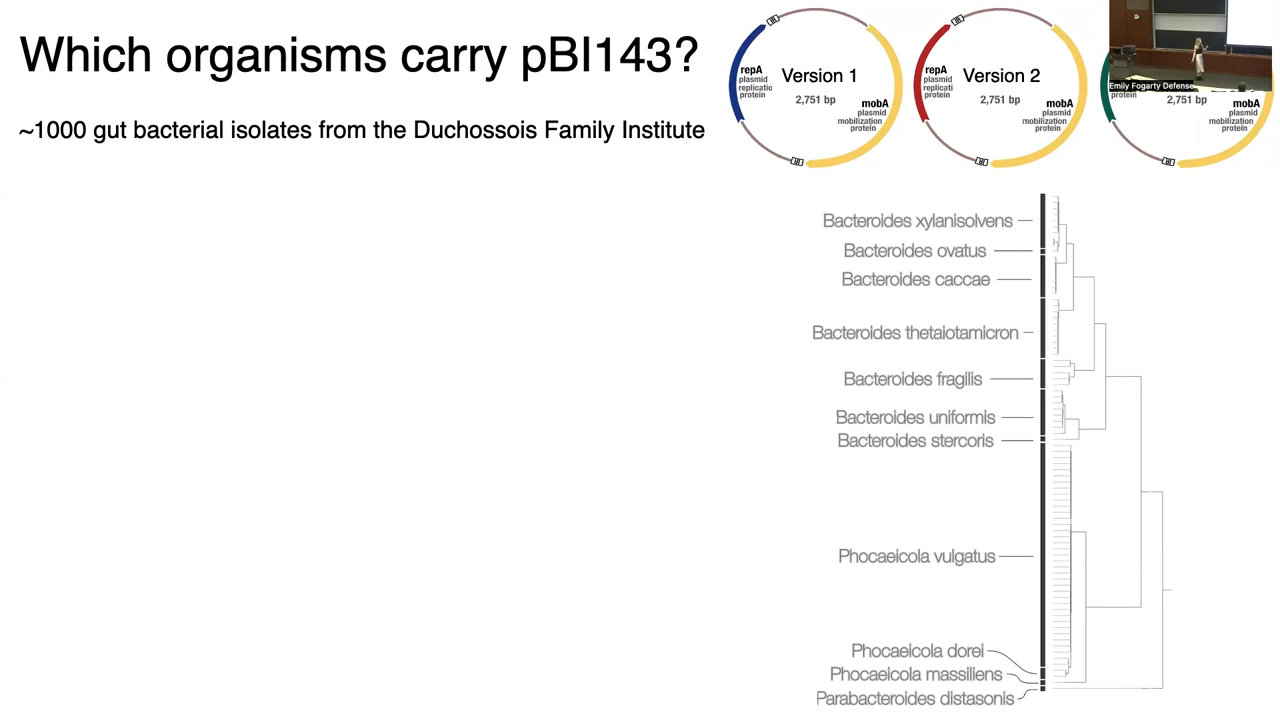 Which organisms carry pBI143?
~1000 gut bacterial isolates from the Duchossois Family Institute
repA
plasmid
replicatio
protein
Version 1
2,751 bp
mobA
plasmid
mobilization
protein
repA
plasmid
replicati
protein
Version 2
2,751 bp
mobA
plasmid
mobilization
protein
Emily Fogarty Defense
protein
2,751 bp
mobA
plasmid
mobilization
protein
Bacteroides xylanisolvens
Bacteroides ovatus
Bacteroides caccae
Bacteroides thetaiotamicron
Bacteroides fragilis
Bacteroides uniformis
Bacteroides stercoris
Phocaeicola vulgatus
Phocaeicola dorei
Phocaeicola massiliens
Parabacteroides distasonis